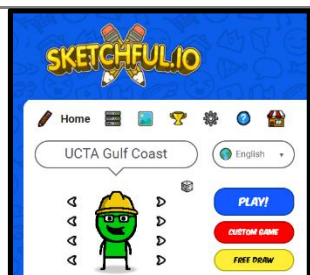 SKETCHFUL.IO
Home
UCTA Gulf Coast
English
PLAY!
CUSTOM GAME
FREE DRAW